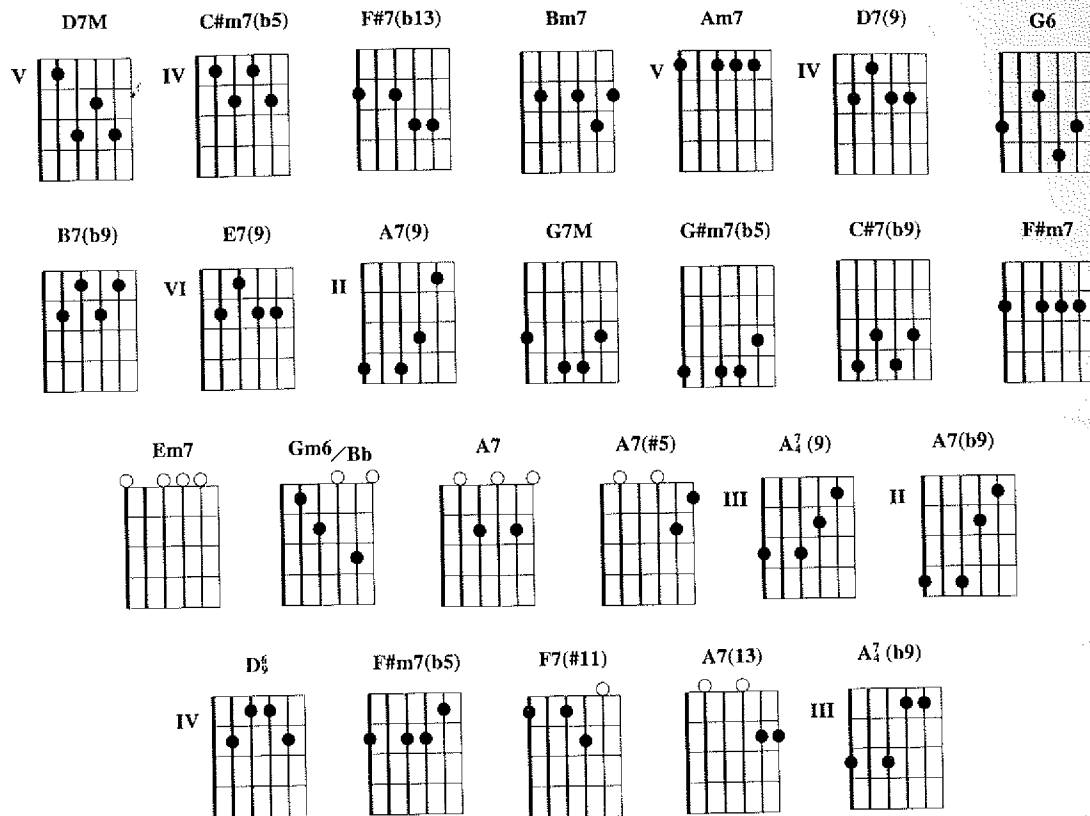 D7M C#m7(b5) F#7(b13) Bm7 Am7 D7(9) G6
V IV V IV
B7(b9) E7(9) A7(9) G7M G#m7(b5) C#7(b9) F#m7
VI II
Em7 Gm6/Bb A7 A7(#5) A7/4 (9) A7(b9)
III II
D6/9 F#m7(b5) F7(#11) A7(13) A7/4 (b9)
IV III